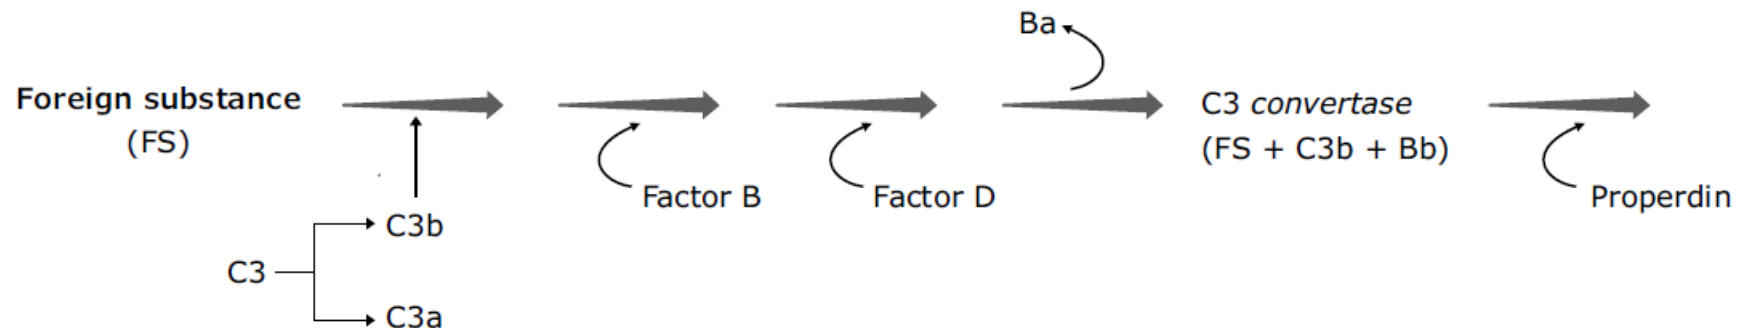 Ba
Foreign substance
(FS)
C3 convertase
(FS + C3b + Bb)
Factor B
Factor D
Properdin
C3b
C3
C3a